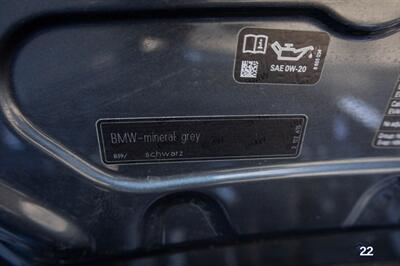 SAE 0W-20
BMW-mineral grey
B39/ schwarz
22